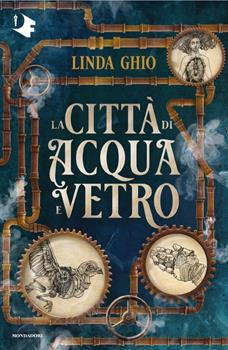 LINDA GHIO
LA CITTÀ DI
ACQUA
E VETRO
MONDADORI